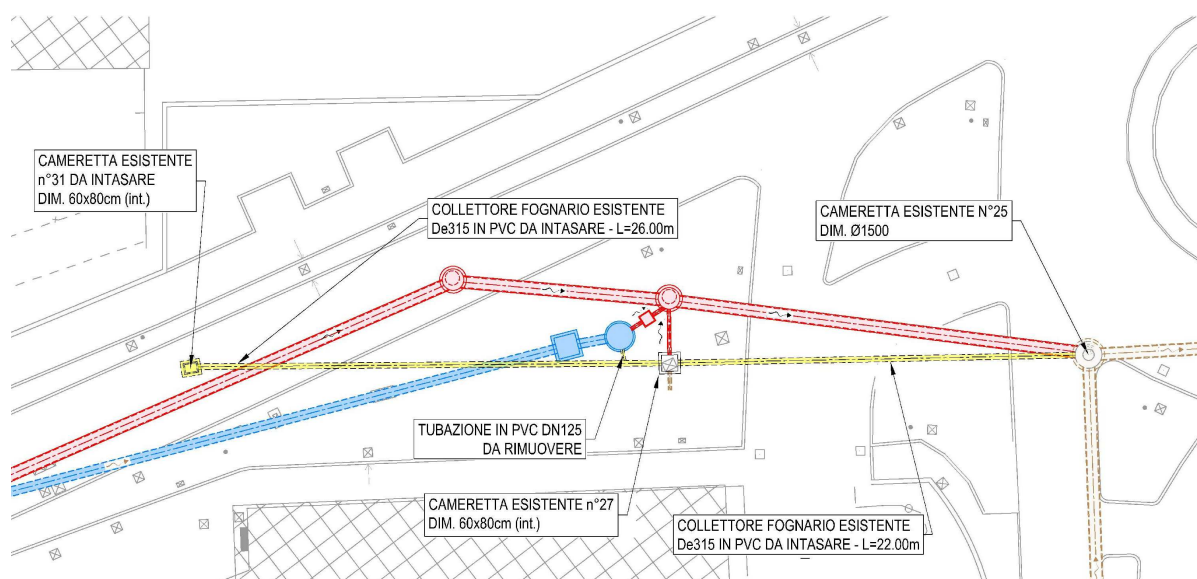 CAMERETTA ESISTENTE
n°31 DA INTASARE
DIM. 60x80cm (int.)
COLLETTORE FOGNARIO ESISTENTE
De315 IN PVC DA INTASARE - L=26.00m
CAMERETTA ESISTENTE N°25
DIM. Ø1500
TUBAZIONE IN PVC DN125
DA RIMUOVERE
CAMERETTA ESISTENTE n°27
DIM. 60x80cm (int.)
COLLETTORE FOGNARIO ESISTENTE
De315 IN PVC DA INTASARE - L=22.00m